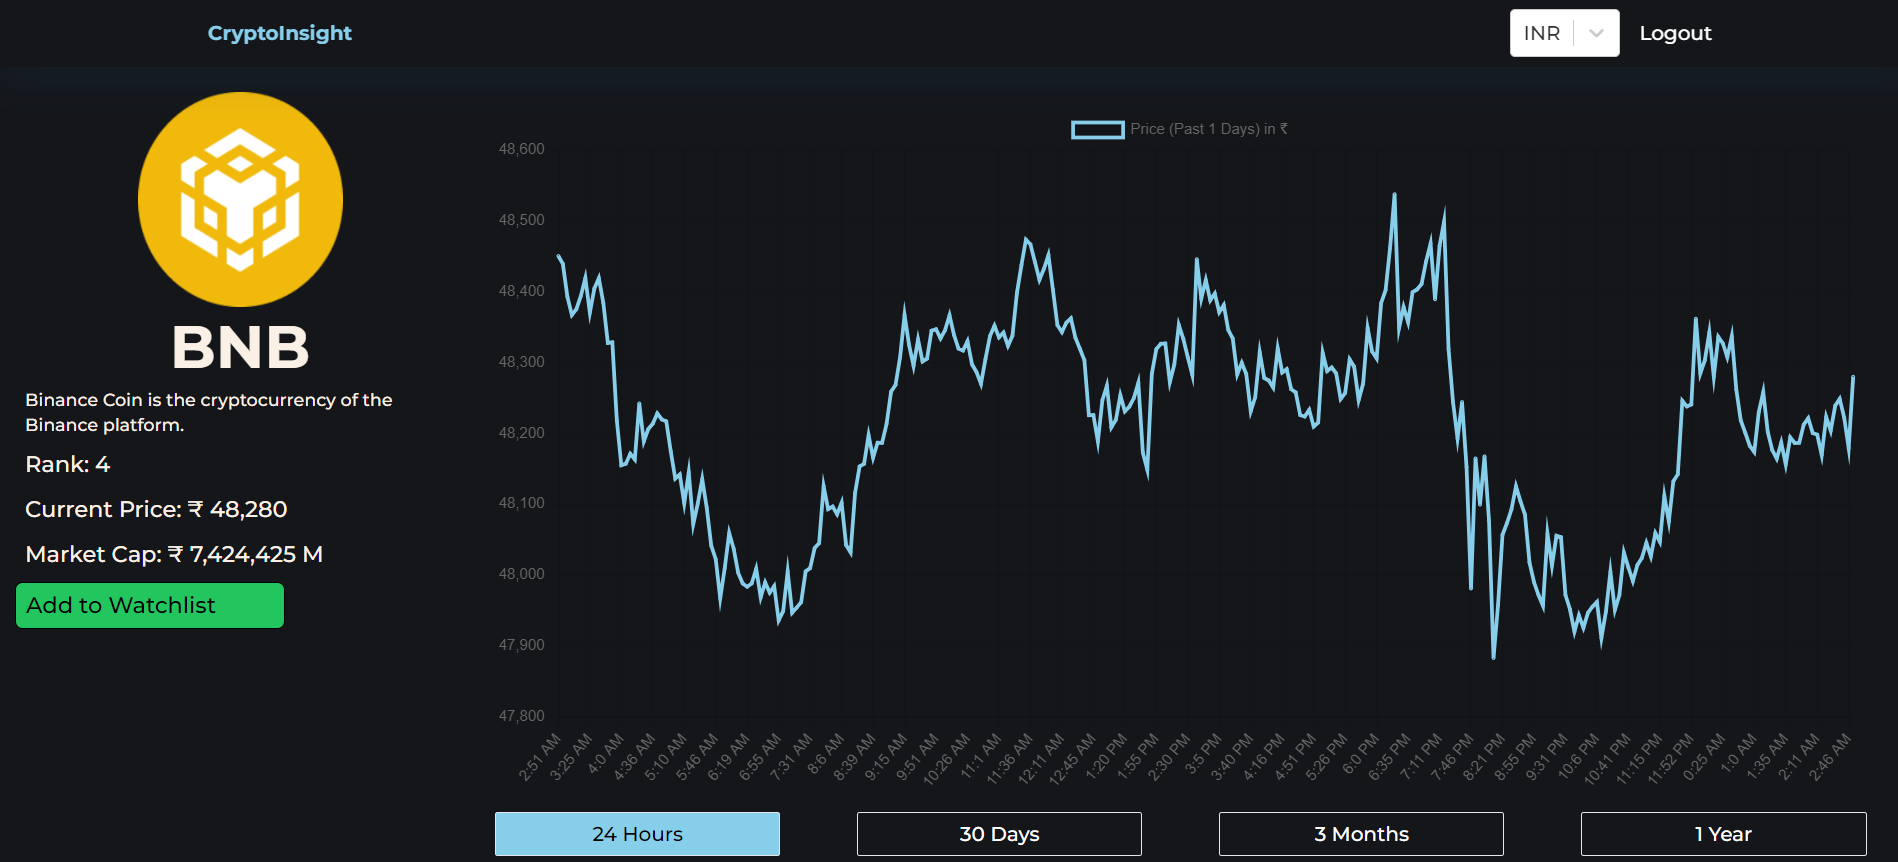 CryptoInsight
INR
Logout
BNB
Binance Coin is the cryptocurrency of the
Binance platform.
Rank: 4
Current Price: ₹ 48,280
Market Cap: ₹ 7,424,425 M
Add to Watchlist
Price (Past 1 Days) in ₹
48,600
48,500
48,400
48,300
48,200
48,100
48,000
47,900
47,800
2:51 AM
3:25 AM
4:0 AM
4:36 AM
5:10 AM
5:46 AM
6:19 AM
6:55 AM
7:31 AM
8:6 AM
8:39 AM
9:15 AM
9:51 AM
10:26 AM
11:1 AM
11:36 AM
12:11 AM
12:45 AM
1:20 PM
1:55 PM
2:30 PM
3:5 PM
3:40 PM
4:16 PM
4:51 PM
5:26 PM
6:0 PM
6:35 PM
7:11 PM
7:46 PM
8:21 PM
8:55 PM
9:31 PM
10:6 PM
10:41 PM
11:15 PM
11:52 PM
0:25 AM
1:0 AM
1:35 AM
2:11 AM
2:46 AM
24 Hours
30 Days
3 Months
1 Year